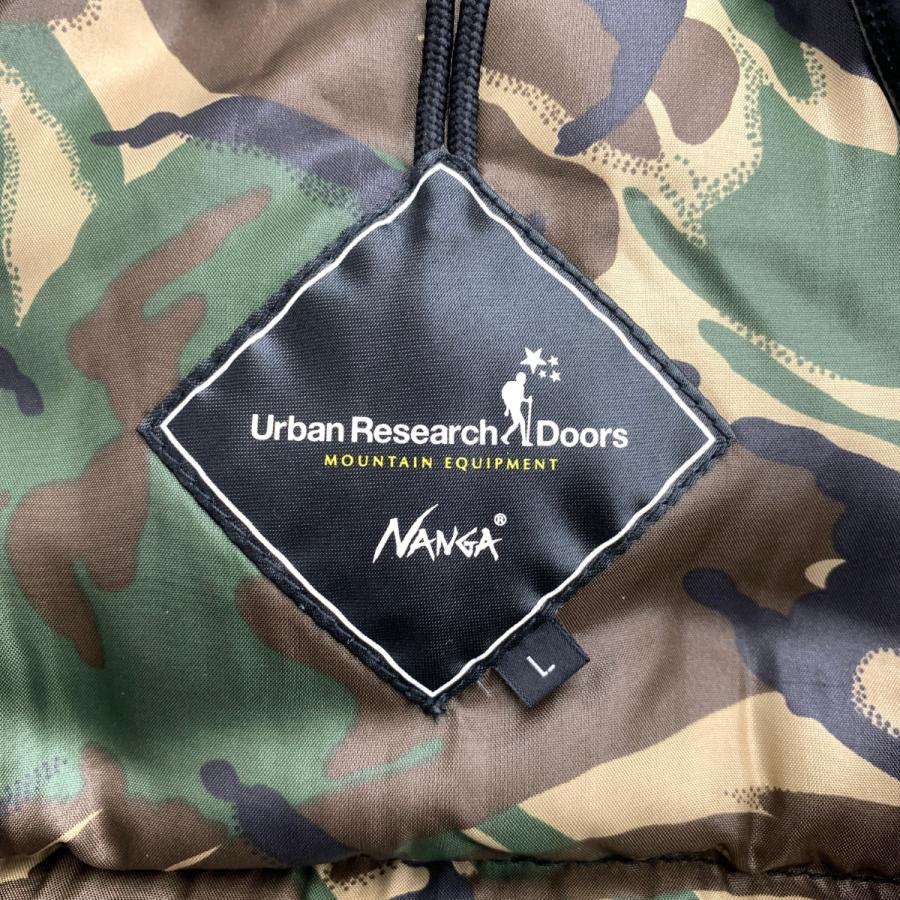 Urban Research Doors
MOUNTAIN EQUIPMENT
NANGA®
L